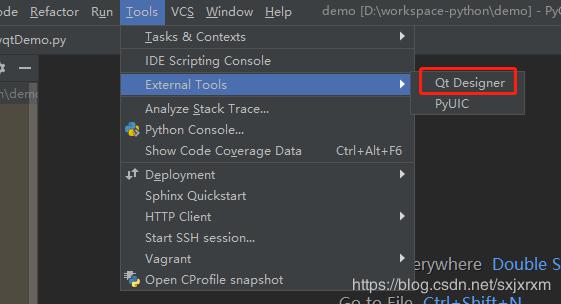 ode Refactor Run Tools VCS Window Help demo [D:\workspace-python\demo] - PyC
yqtDemo.py
Tasks & Contexts
IDE Scripting Console
External Tools
Qt Designer
n\demo
Analyze Stack Trace...
PyUIC
Python Console...
Show Code Coverage Data Ctrl+Alt+F6
Deployment
Sphinx Quickstart
HTTP Client
Start SSH session...
Vagrant
everywhere Double S
Open CProfile snapshot
https://blog.csdn.net/sxjxrxm
Go to File Ctrl+Shift+N